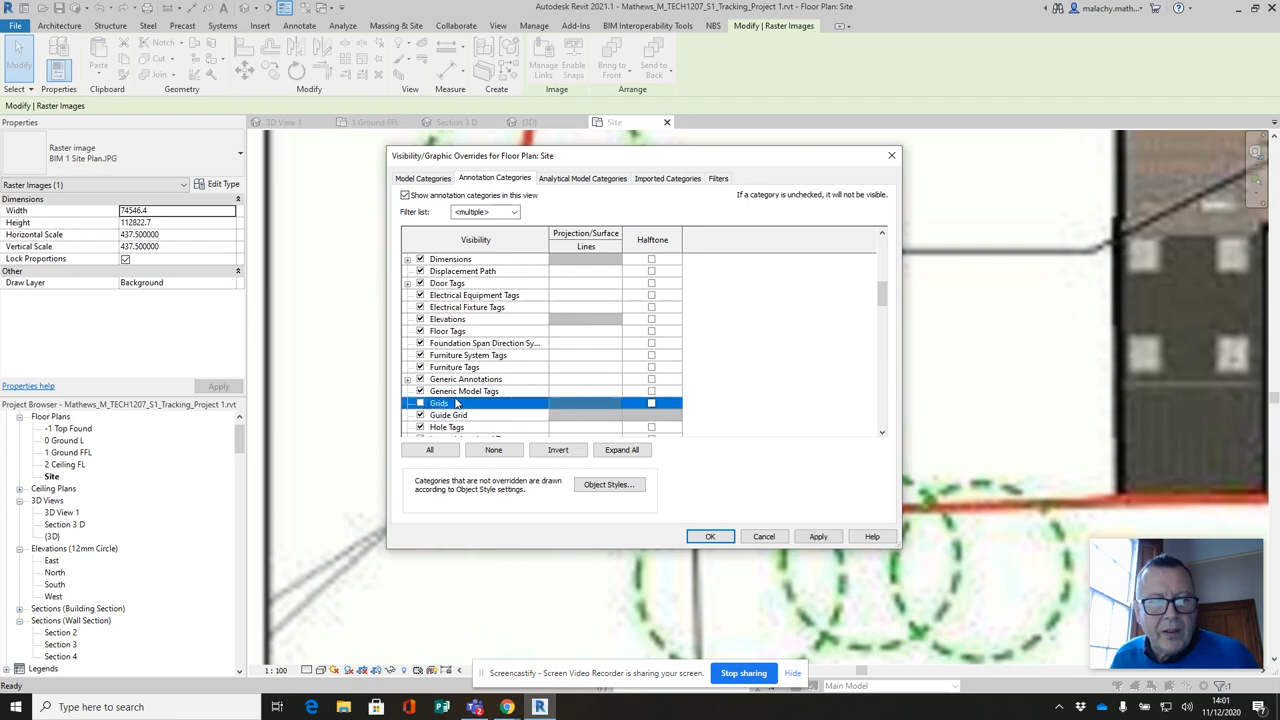 Autodesk Revit 2021.1 - Mathews_M_TECH1207_S1_Tracking_Project 1.rvt - Floor Plan: Site
malachy.math...
File Architecture Structure Steel Precast Systems Insert Annotate Analyze Massing & Site Collaborate View Manage Add-Ins BIM Interoperability Tools NBS Modify | Raster Images
Modify
Paste
Notch
Cut
Join
Manage Links
Enable Snaps
Bring to Front
Send to Back
Select Properties Clipboard Geometry Modify View Measure Create Image Arrange
Modify | Raster Images
Properties
3D View 1 1 Ground FFL Section 3 D {3D} Site
Raster image
BIM 1 Site Plan.JPG
Raster Images (1) Edit Type
Dimensions
Width 74546.4
Height 112822.7
Horizontal Scale 437.500000
Vertical Scale 437.500000
Lock Proportions
Other
Draw Layer Background
Properties help Apply
Project Browser - Mathews_M_TECH1207_S1_Tracking_Project 1.rvt
Floor Plans
-1 Top Found
0 Ground L
1 Ground FFL
2 Ceiling FL
Site
Ceiling Plans
3D Views
3D View 1
Section 3 D
{3D}
Elevations (12mm Circle)
East
North
South
West
Sections (Building Section)
Sections (Wall Section)
Section 2
Section 3
Section 4
Legends
Visibility/Graphic Overrides for Floor Plan: Site
Model Categories Annotation Categories Analytical Model Categories Imported Categories Filters
Show annotation categories in this view
If a category is unchecked, it will not be visible.
Filter list: <multiple>
Visibility Projection/Surface Halftone
Lines
Dimensions
Displacement Path
Door Tags
Electrical Equipment Tags
Electrical Fixture Tags
Elevations
Floor Tags
Foundation Span Direction Sy...
Furniture System Tags
Furniture Tags
Generic Annotations
Generic Model Tags
Grids
Guide Grid
Hole Tags
All None Invert Expand All
Categories that are not overridden are drawn
according to Object Style settings.
Object Styles...
OK Cancel Apply Help
1 : 100
Screencastify - Screen Video Recorder is sharing your screen. Stop sharing Hide
Ready
Main Model
:1
Type here to search
14:01
11/12/2020